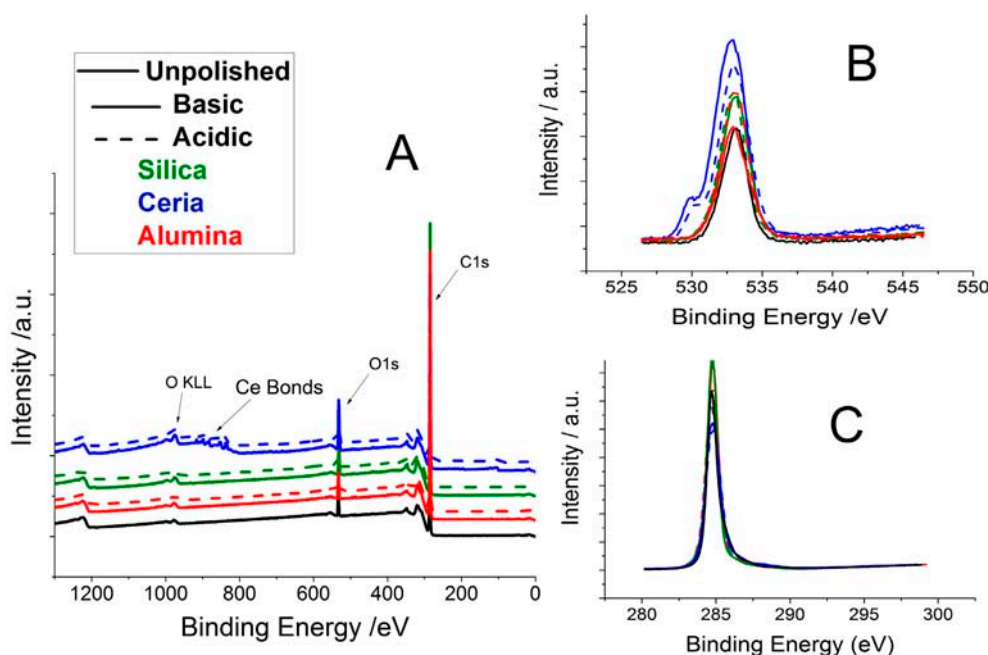 Unpolished
Basic
Acidic
Silica
Ceria
Alumina
A
C1s
O1s
O KLL
Ce Bonds
Intensity /a.u.
1200 1000 800 600 400 200 0
Binding Energy /eV
B
Intensity / a.u.
525 530 535 540 545 550
Binding Energy /eV
C
Intensity / a.u.
280 285 290 295 300
Binding Energy (eV)